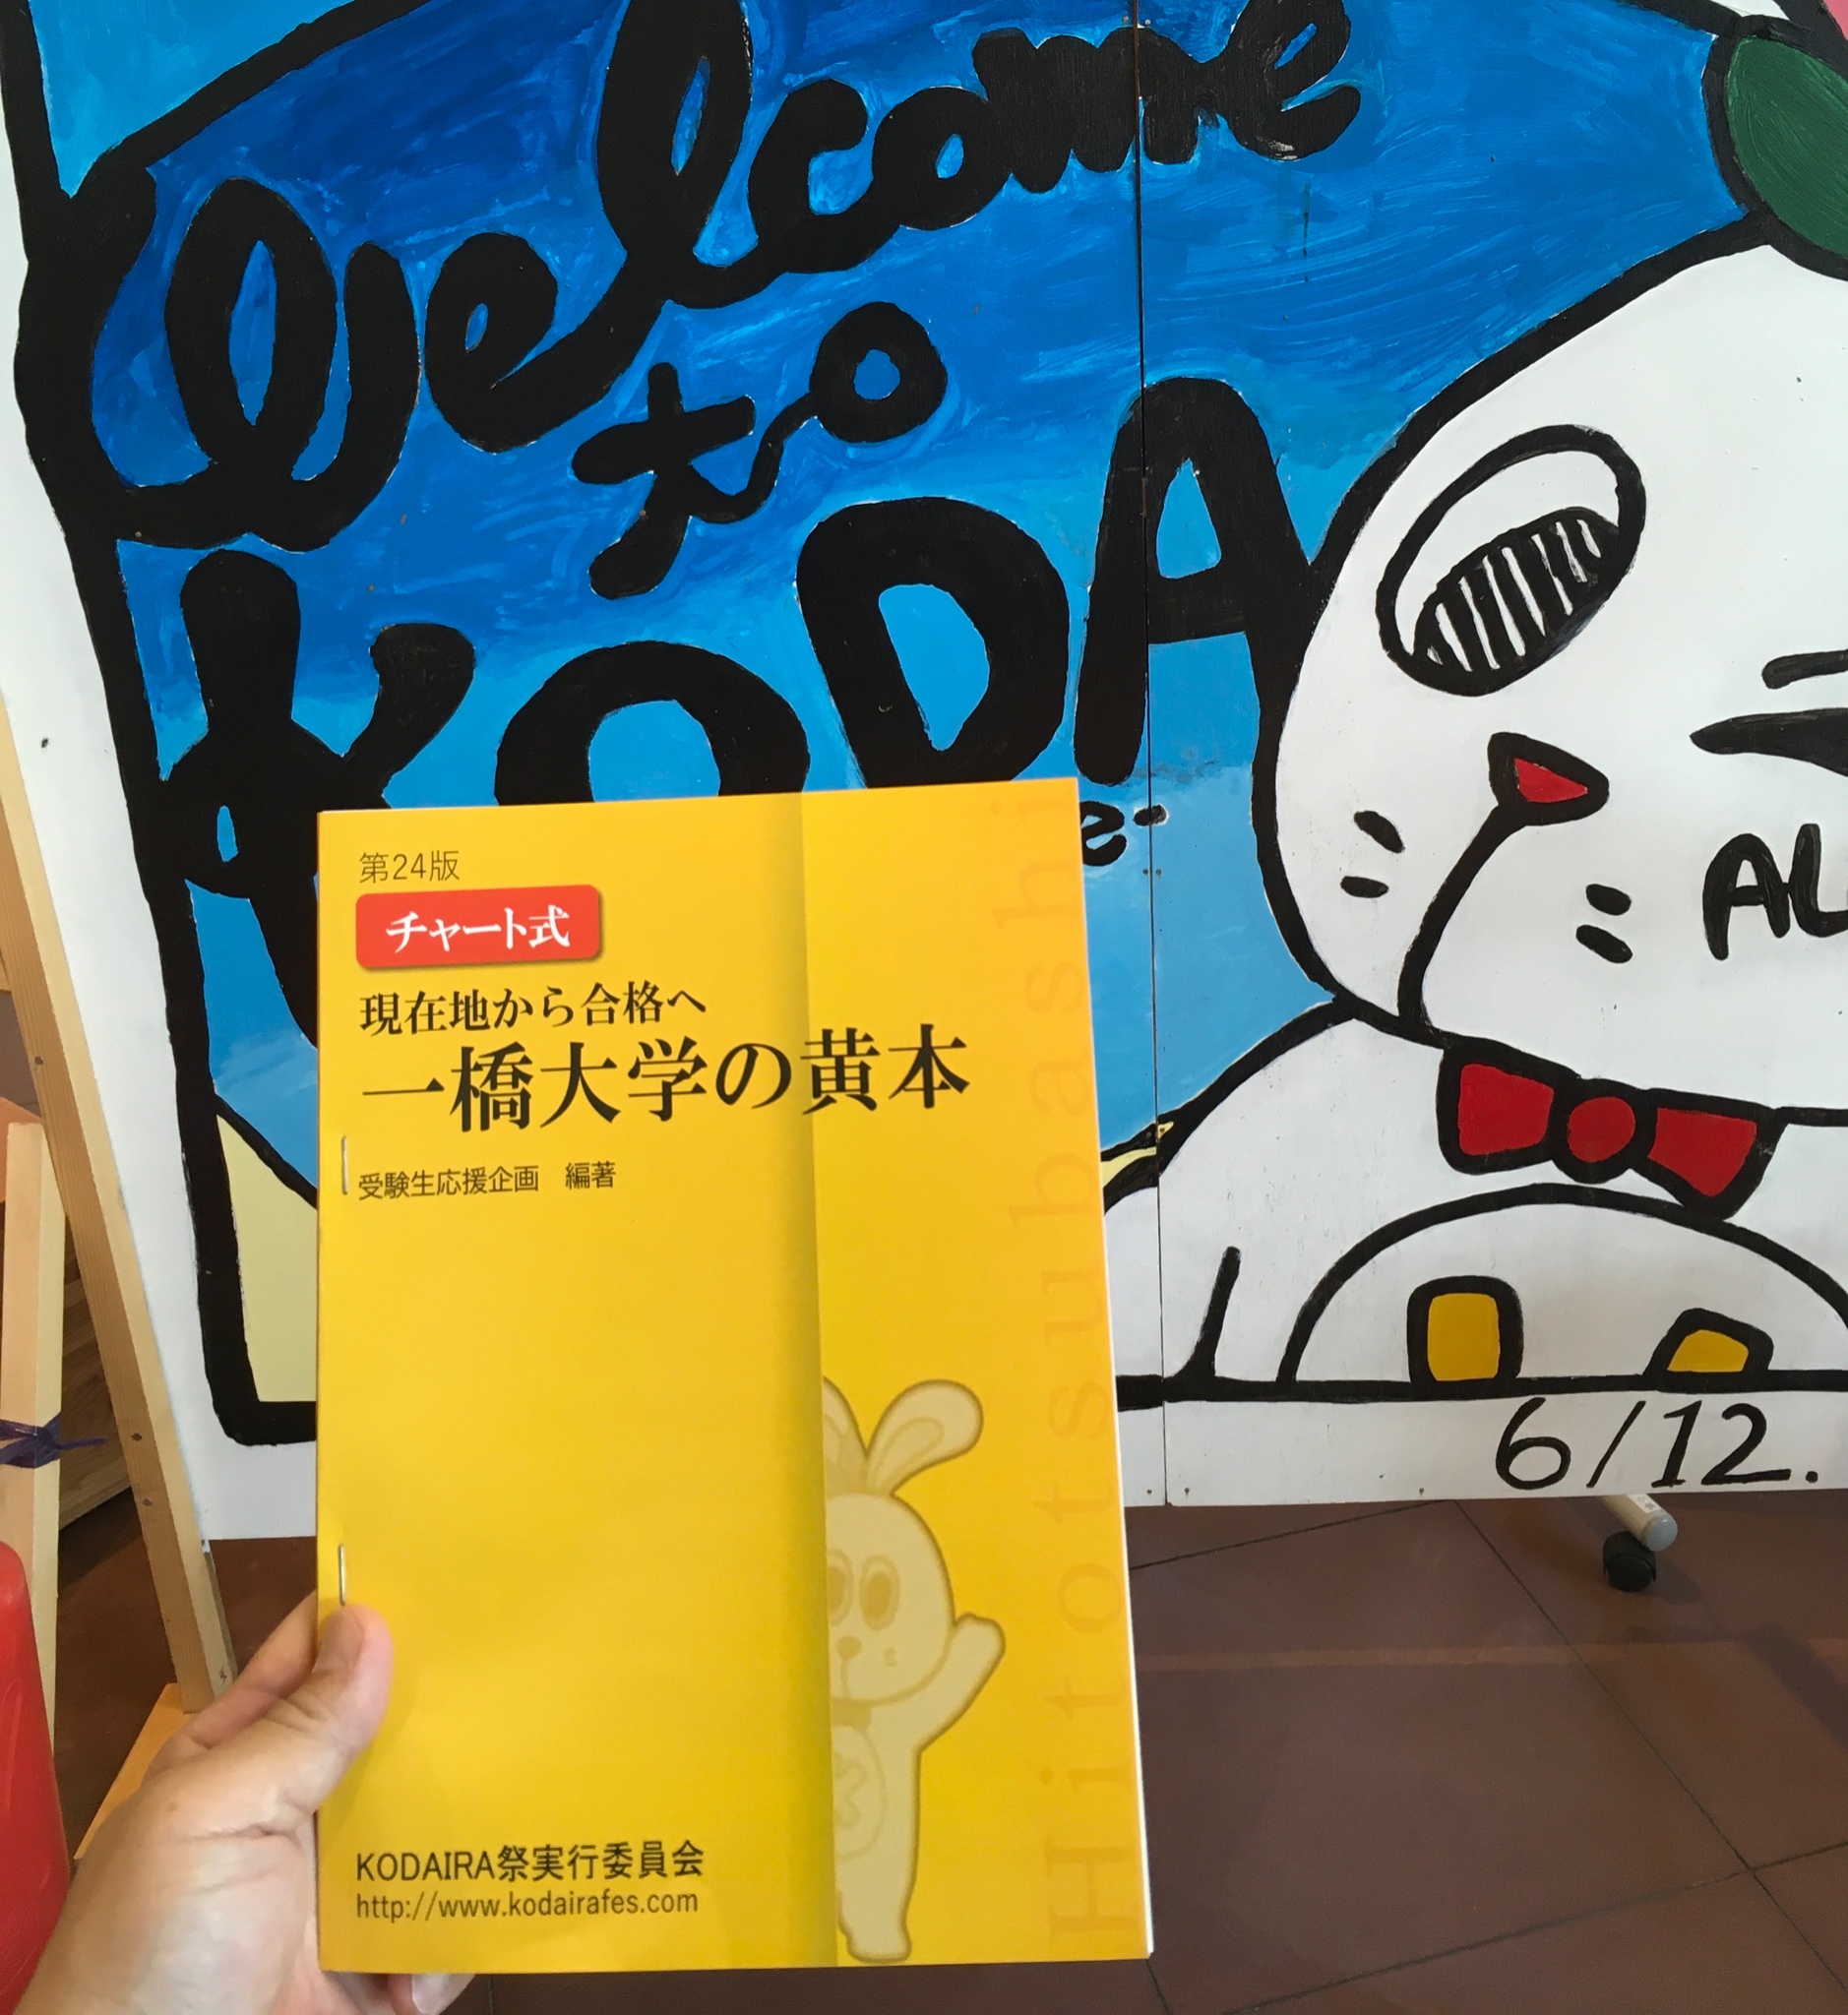 Welcome
to
KODA
AL
6/12.
第24版
チャート式
現在地から合格へ
一橋大学の黄本
受験生応援企画 編著
KODAIRA祭実行委員会
http://www.kodairafes.com
Hitotsubashi